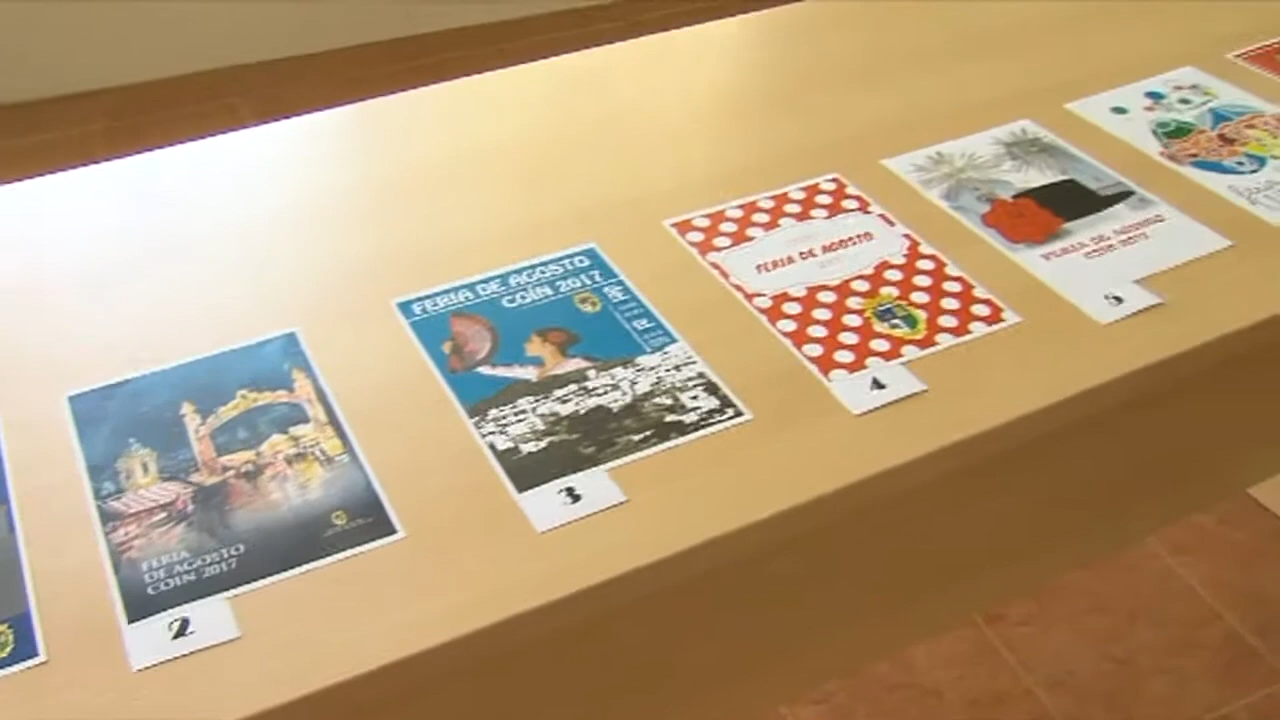 FERIA
DE AGOSTO
COIN 2017
2
FERIA DE AGOSTO
COÍN 2017
3
FERIA DE AGOSTO
4
FERIA DE AGOSTO
COIN 2017
5